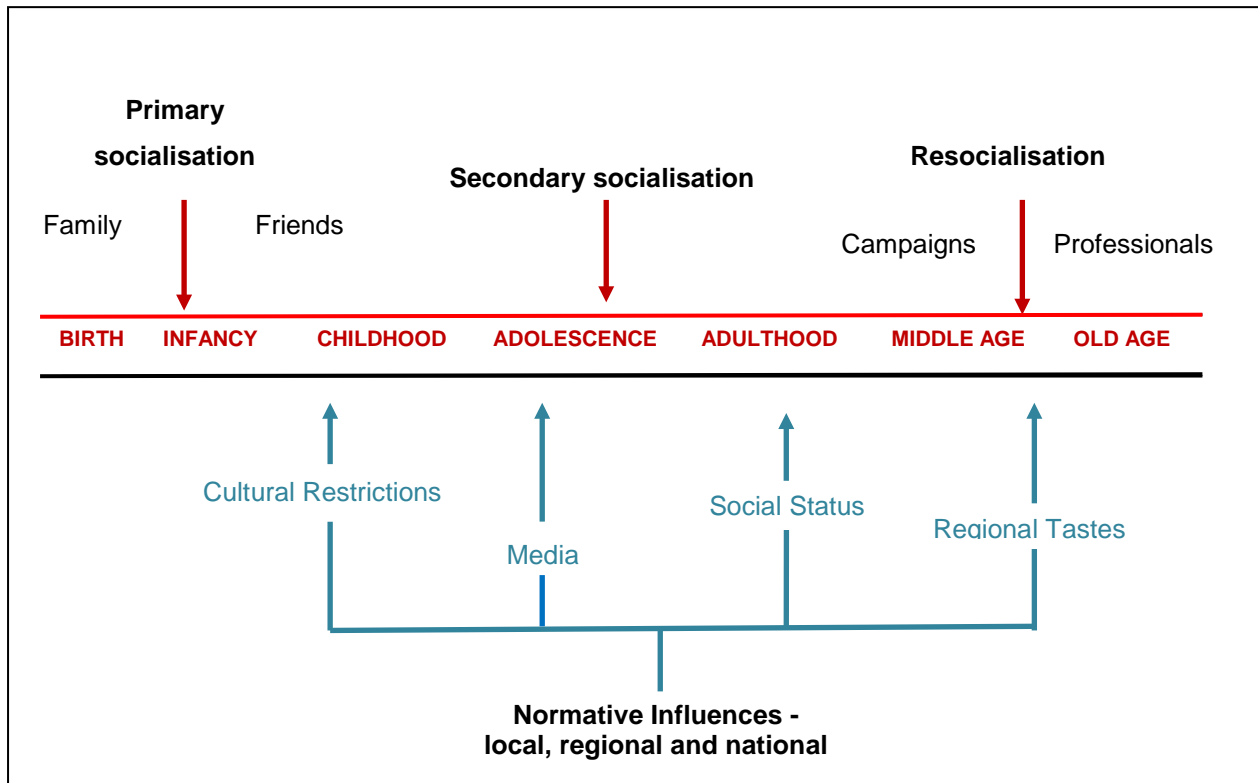 Primary
socialisation
Secondary socialisation
Resocialisation
Family
Friends
Campaigns
Professionals
BIRTH INFANCY CHILDHOOD ADOLESCENCE ADULTHOOD MIDDLE AGE OLD AGE
Cultural Restrictions
Media
Social Status
Regional Tastes
Normative Influences -
local, regional and national